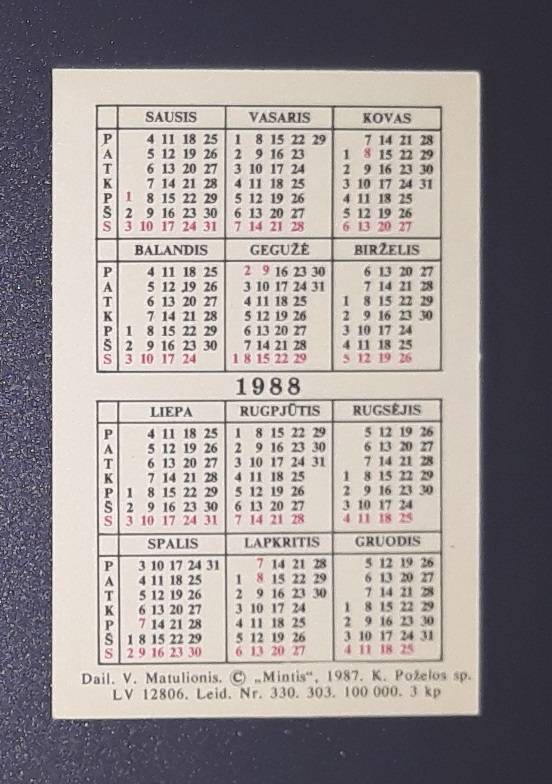 SAUSIS VASARIS KOVAS
P 4 11 18 25 1 8 15 22 29 7 14 21 28
A 5 12 19 26 2 9 16 23 1 8 15 22 29
T 6 13 20 27 3 10 17 24 2 9 16 23 30
K 7 14 21 28 4 11 18 25 3 10 17 24 31
P 1 8 15 22 29 5 12 19 26 4 11 18 25
Š 2 9 16 23 30 6 13 20 27 5 12 19 26
S 3 10 17 24 31 7 14 21 28 6 13 20 27
BALANDIS GEGUŽĖ BIRŽELIS
P 4 11 18 25 2 9 16 23 30 6 13 20 27
A 5 12 19 26 3 10 17 24 31 7 14 21 28
T 6 13 20 27 4 11 18 25 1 8 15 22 29
K 7 14 21 28 5 12 19 26 2 9 16 23 30
P 1 8 15 22 29 6 13 20 27 3 10 17 24
Š 2 9 16 23 30 7 14 21 28 4 11 18 25
S 3 10 17 24 1 8 15 22 29 5 12 19 26
1988
LIEPA RUGPJŪTIS RUGSĖJIS
P 4 11 18 25 1 8 15 22 29 5 12 19 26
A 5 12 19 26 2 9 16 23 30 6 13 20 27
T 6 13 20 27 3 10 17 24 31 7 14 21 28
K 7 14 21 28 4 11 18 25 1 8 15 22 29
P 1 8 15 22 29 5 12 19 26 2 9 16 23 30
Š 2 9 16 23 30 6 13 20 27 3 10 17 24
S 3 10 17 24 31 7 14 21 28 4 11 18 25
SPALIS LAPKRITIS GRUODIS
P 3 10 17 24 31 7 14 21 28 5 12 19 26
A 4 11 18 25 1 8 15 22 29 6 13 20 27
T 5 12 19 26 2 9 16 23 30 7 14 21 28
K 6 13 20 27 3 10 17 24 1 8 15 22 29
P 7 14 21 28 4 11 18 25 2 9 16 23 30
Š 1 8 15 22 29 5 12 19 26 3 10 17 24 31
S 2 9 16 23 30 6 13 20 27 4 11 18 25
Dail. V. Matulionis. © „Mintis“, 1987. K. Poželos sp.
LV 12806. Leid. Nr. 330. 303. 100 000. 3 kp